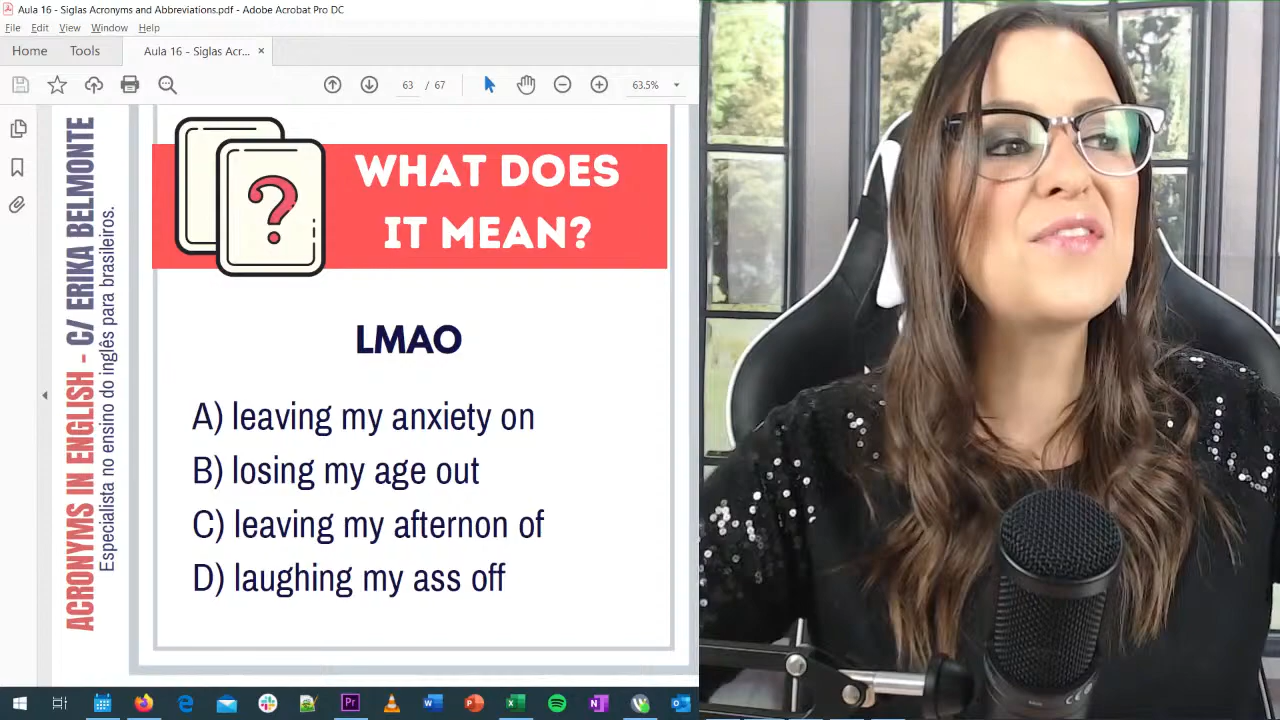 Aula 16 - Siglas Acronyms and Abbreviations.pdf - Adobe Acrobat Pro DC
File Edit View Window Help
Home Tools Aula 16 - Siglas Acr... ×
63 / 67 63.5%
ACRONYMS IN ENGLISH - C/ ERIKA BELMONTE
Especialista no ensino do inglês para brasileiros.
?
WHAT DOES
IT MEAN?
LMAO
A) leaving my anxiety on
B) losing my age out
C) leaving my afternon of
D) laughing my ass off